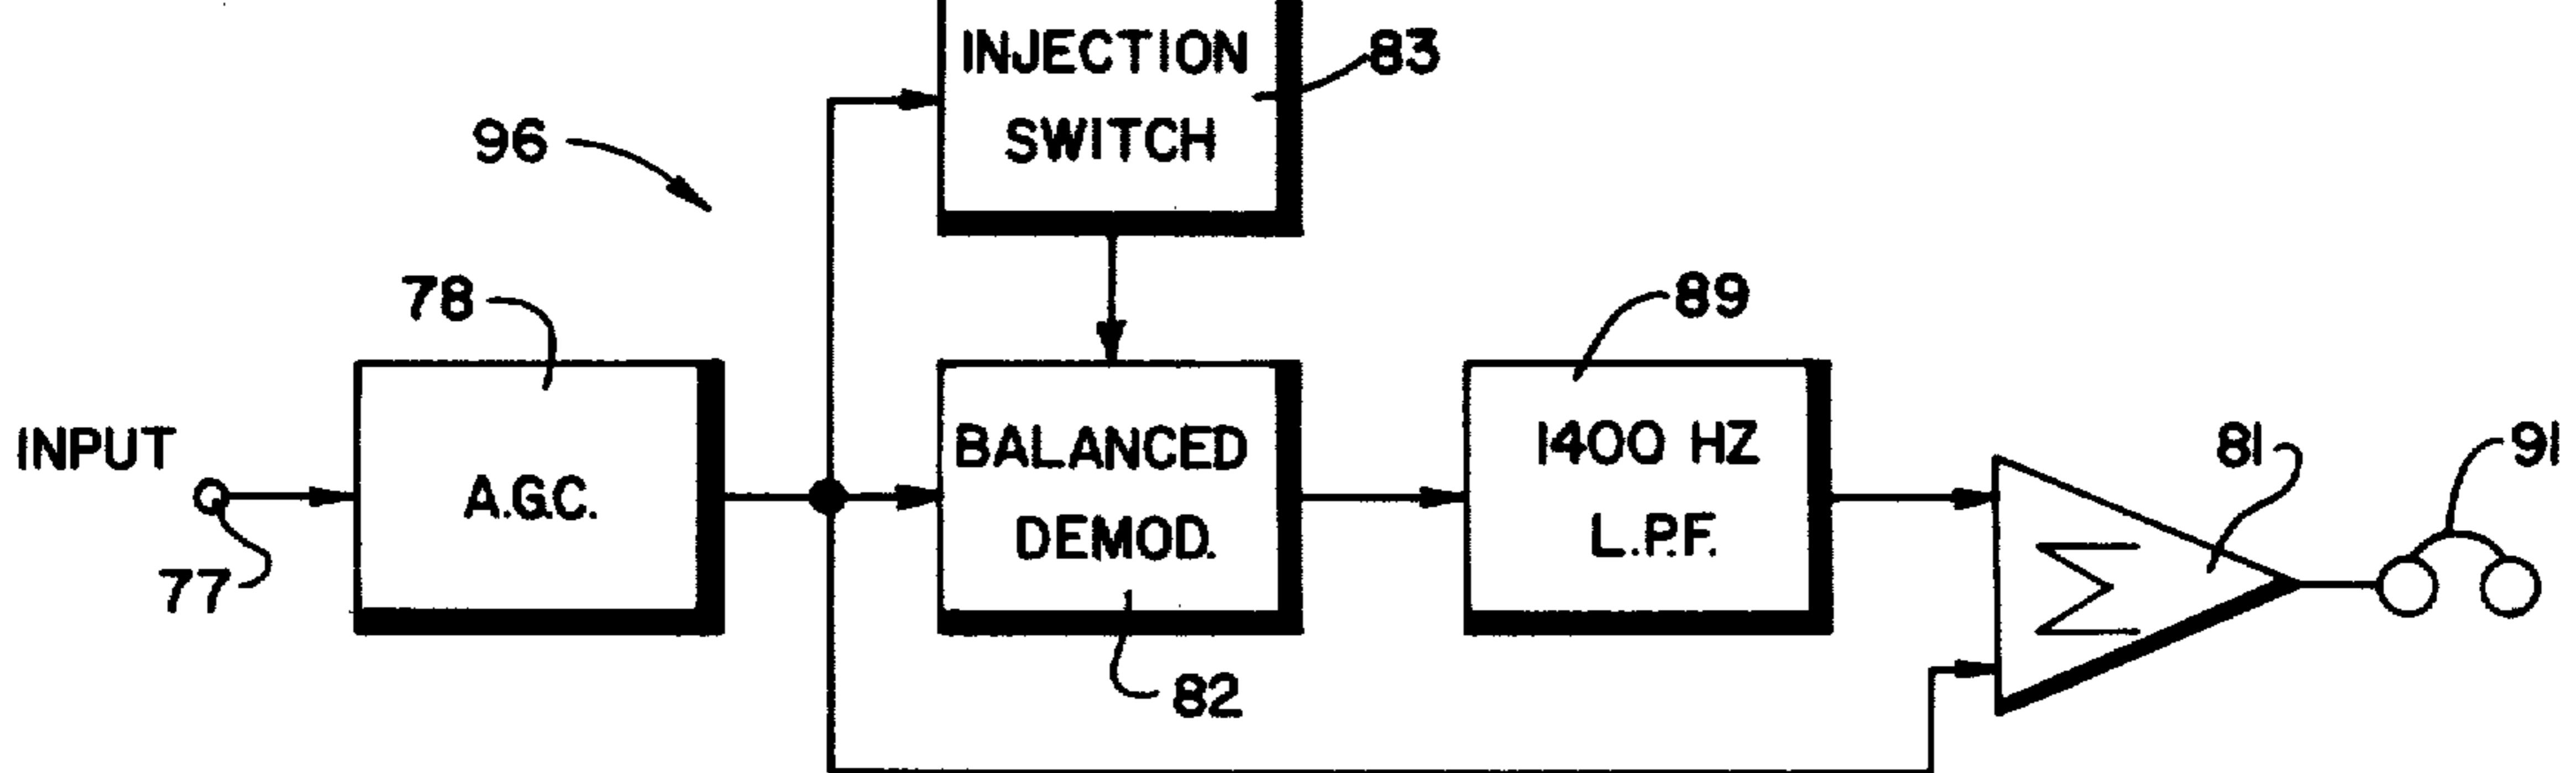 INJECTION
SWITCH
83
96
78
89
INPUT
77
A.G.C.
BALANCED
DEMOD.
82
1400 HZ
L.P.F.
81
Σ
91